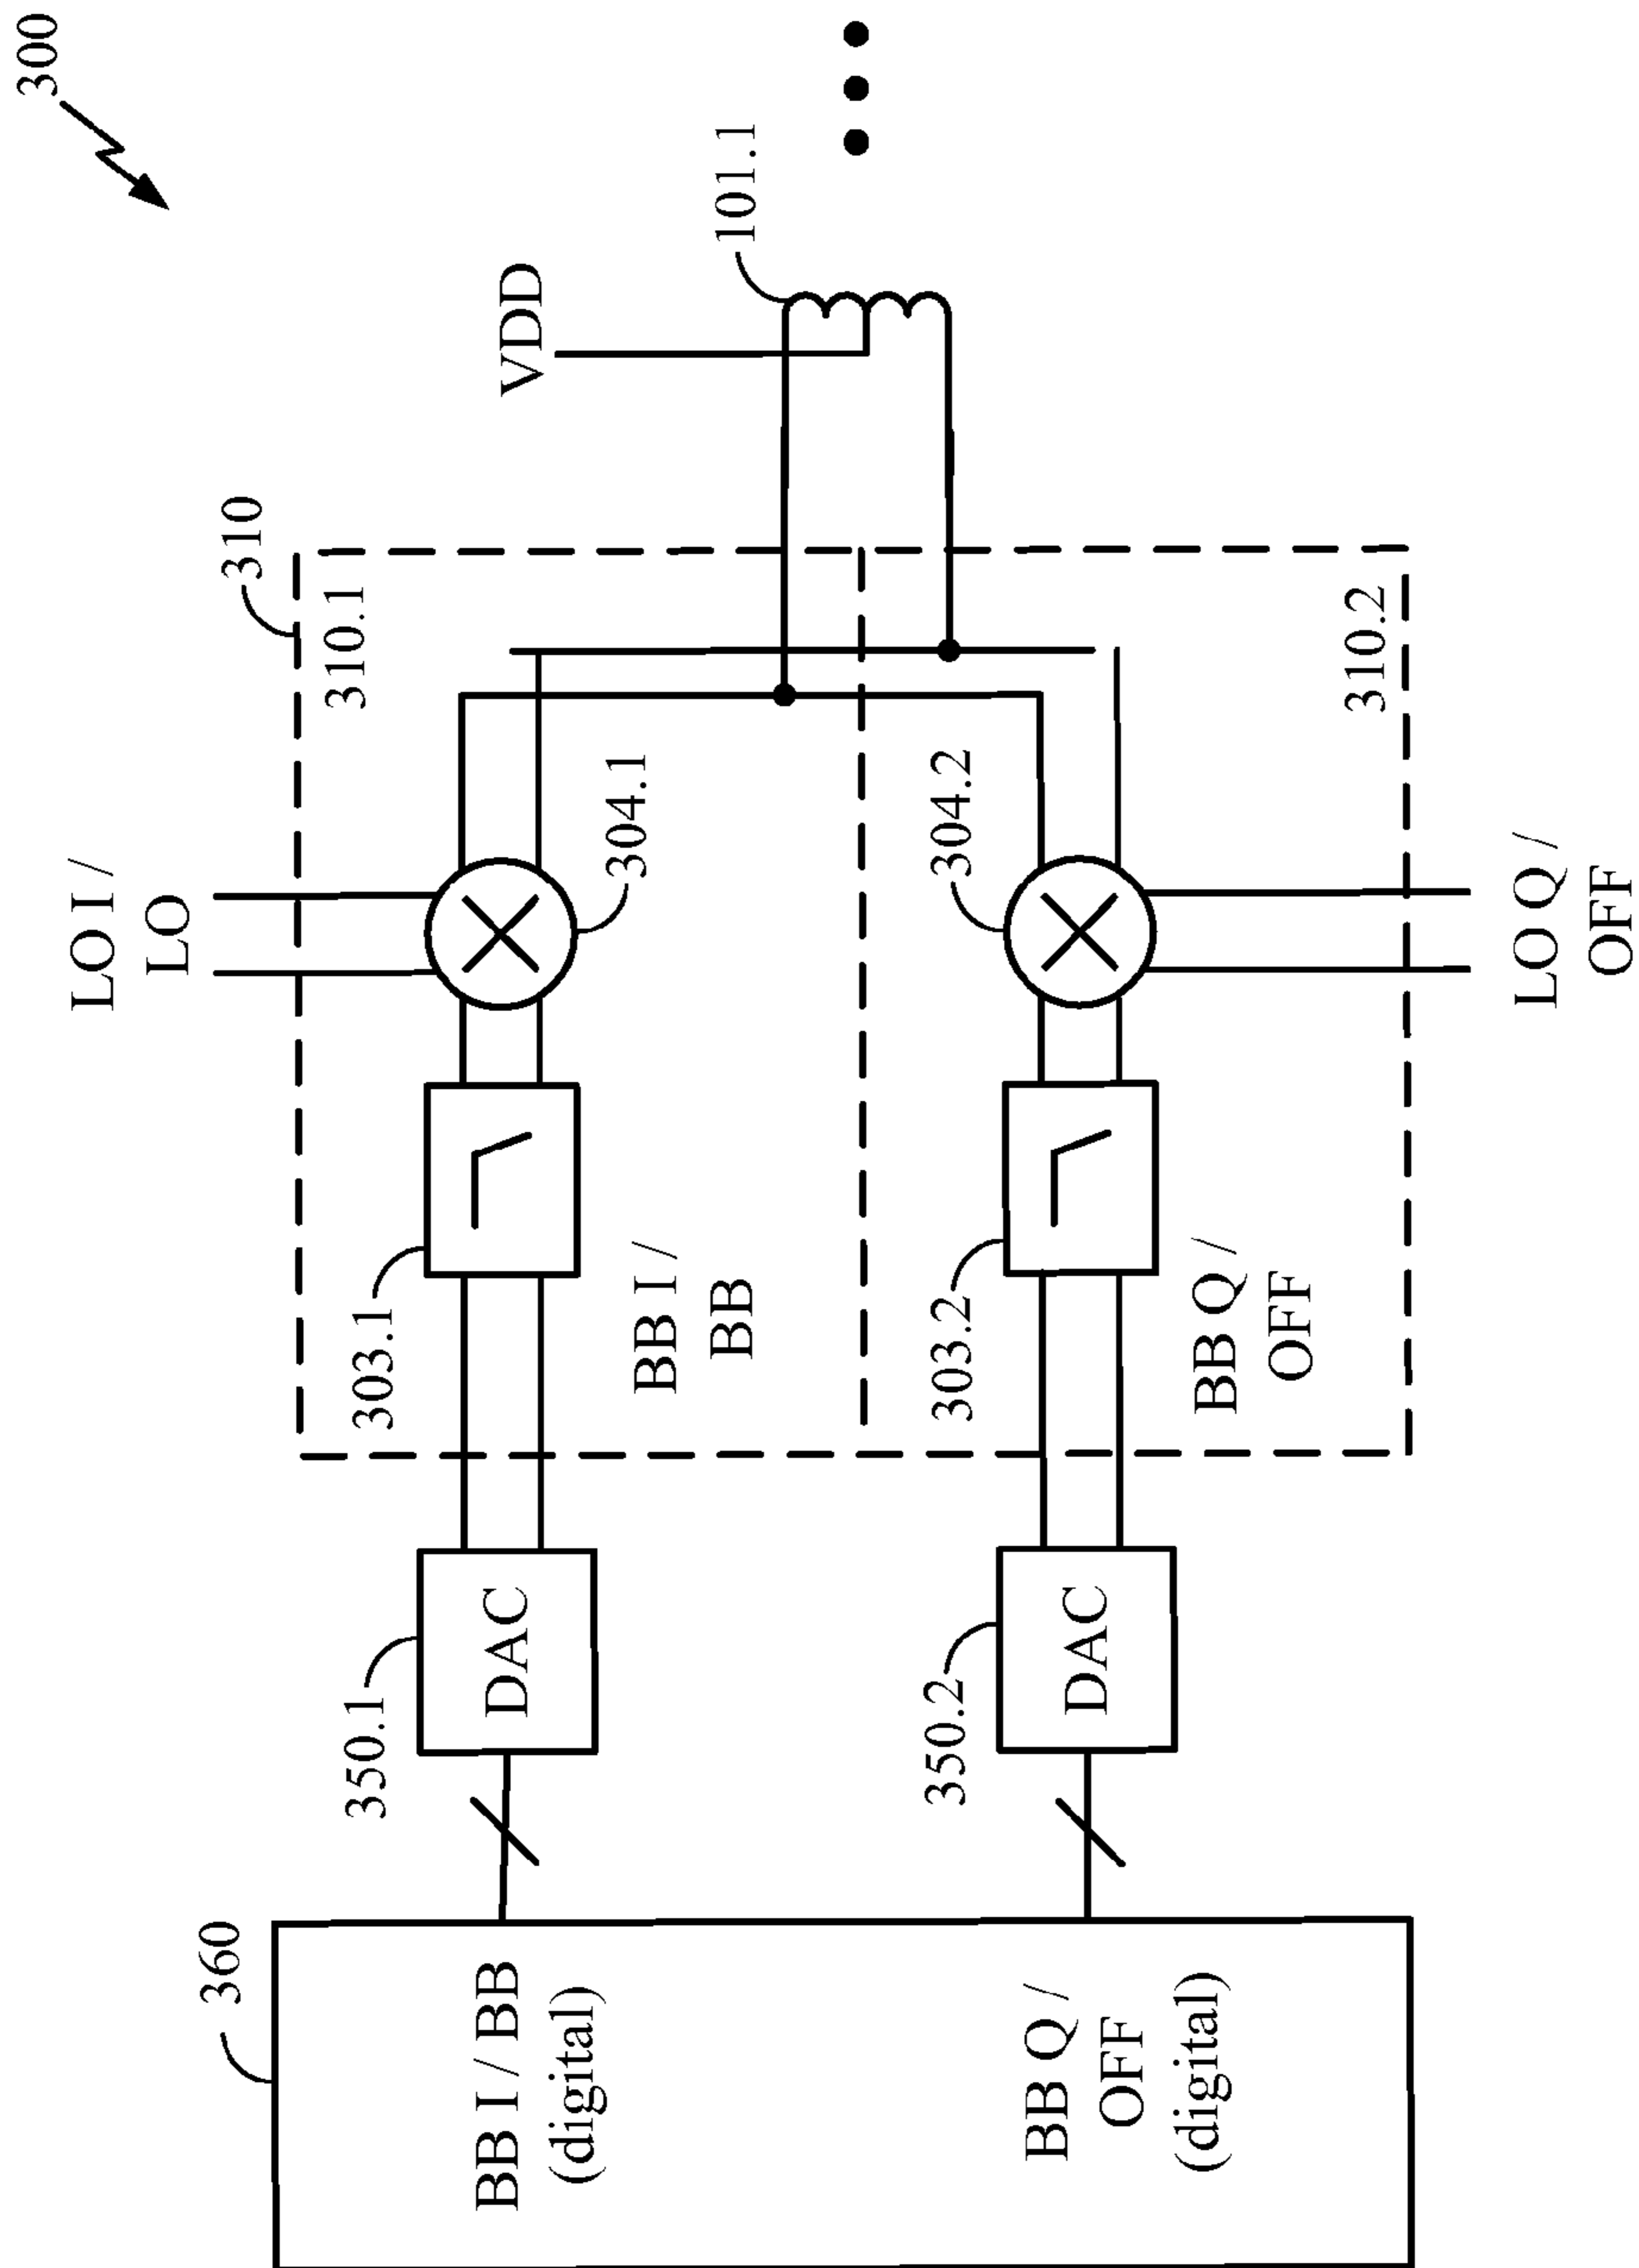 300
LO I /
LO
310
310.1
VDD
101.1
360
350.1
303.1
DAC
304.1
BB I / BB
(digital)
BB I /
BB
350.2
303.2
304.2
DAC
BB Q /
OFF
(digital)
BB Q /
OFF
310.2
LO Q /
OFF